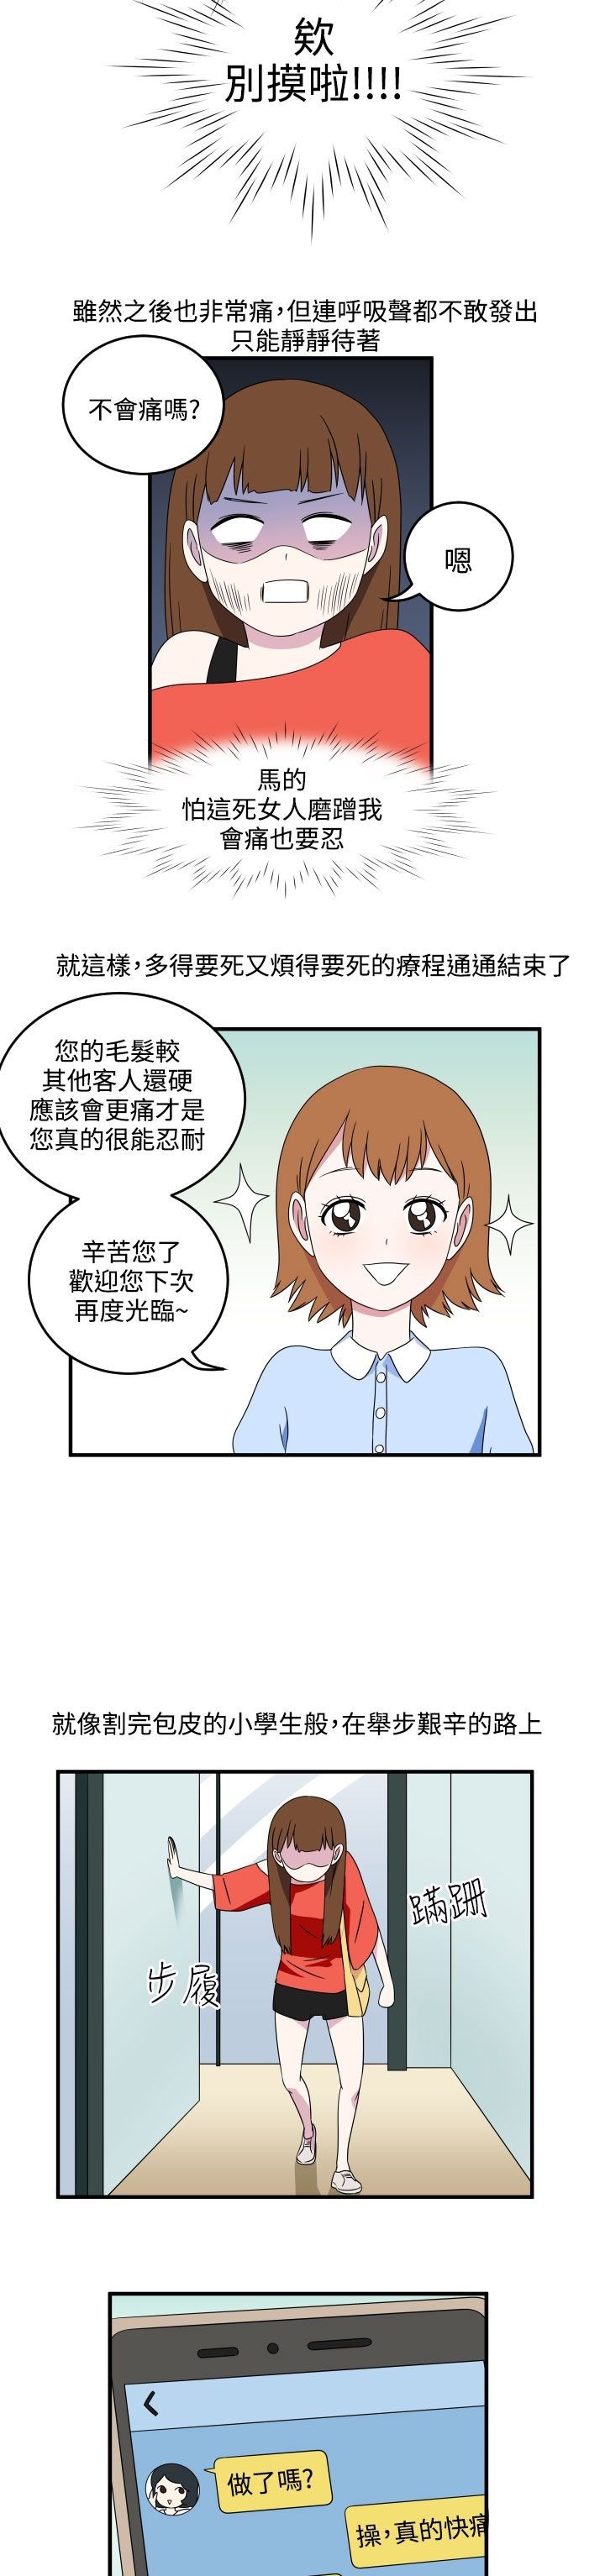 欸
別摸啦!!!!
雖然之後也非常痛，但連呼吸聲都不敢發出
只能靜靜待著
不會痛嗎?
嗯
馬的
怕這死女人磨蹭我
會痛也要忍
就這樣，多得要死又煩得要死的療程通通結束了
您的毛髮較
其他客人還硬
應該會更痛才是
您真的很能忍耐
辛苦您了
歡迎您下次
再度光臨~
就像割完包皮的小學生般，在舉步艱辛的路上
步履
蹣跚
做了嗎?
操，真的快痛